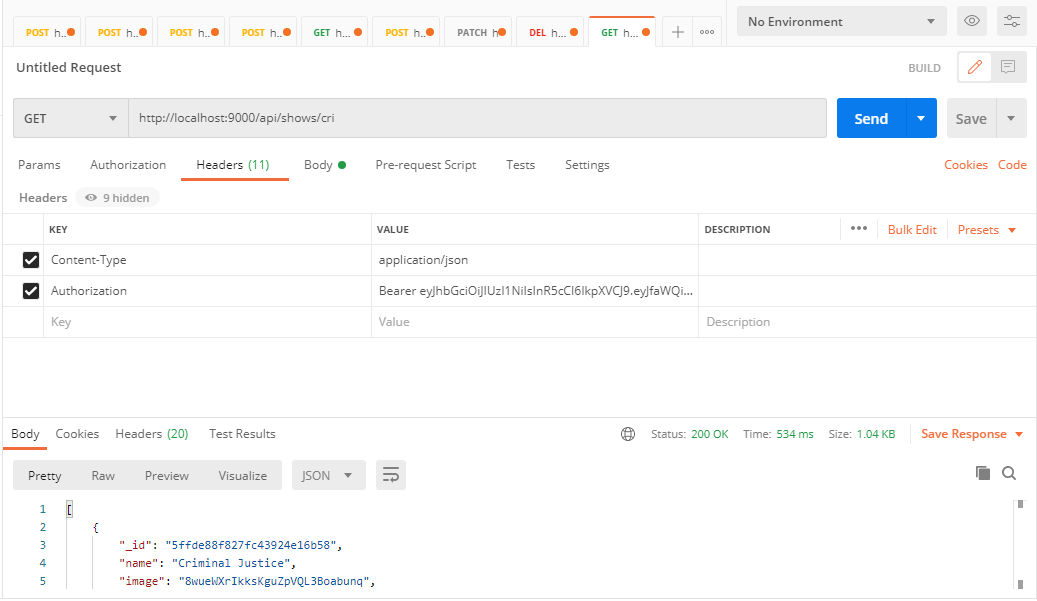 POST h.. POST h.. POST h.. POST h.. GET h... POST h.. PATCH h DEL h... GET h... No Environment
Untitled Request BUILD
GET http://localhost:9000/api/shows/cri Send Save
Params Authorization Headers (11) Body Pre-request Script Tests Settings Cookies Code
Headers 9 hidden
KEY VALUE DESCRIPTION ••• Bulk Edit Presets
Content-Type application/json
Authorization Bearer eyJhbGciOiJIUzI1NiIsInR5cCI6IkpXVCJ9.eyJfaWQi...
Key Value Description
Body Cookies Headers (20) Test Results Status: 200 OK Time: 534 ms Size: 1.04 KB Save Response
Pretty Raw Preview Visualize JSON
1 [
2 {
3 "_id": "5ffde88f827fc43924e16b58",
4 "name": "Criminal Justice",
5 "image": "8wueWXrIkksKguZpVQL3Boabunq",